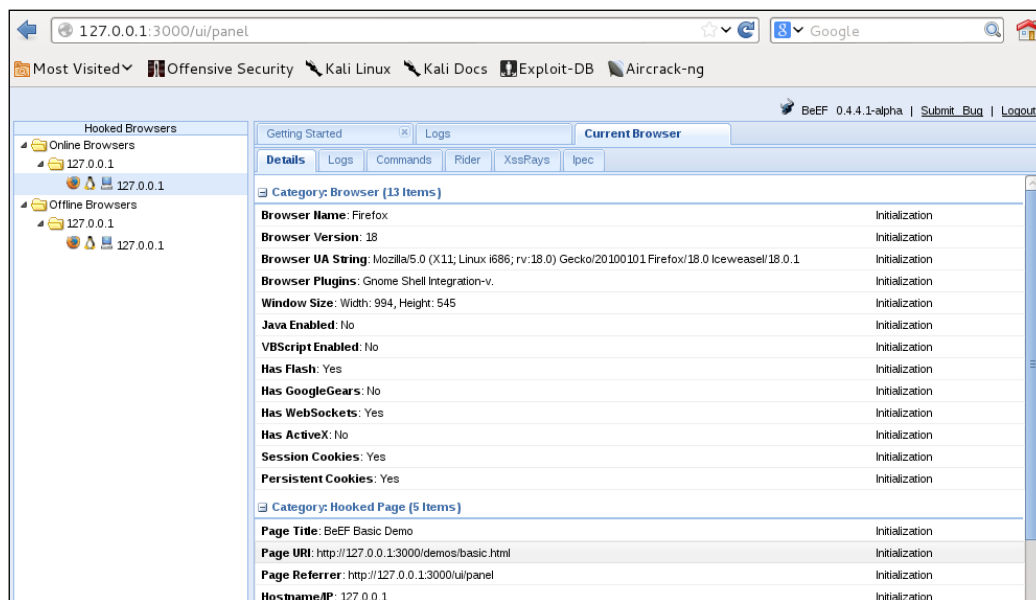 127.0.0.1:3000/ui/panel
Google
Most Visited
Offensive Security
Kali Linux
Kali Docs
Exploit-DB
Aircrack-ng
BeEF 0.4.4.1-alpha | Submit Bug | Logout
Hooked Browsers
Online Browsers
127.0.0.1
127.0.0.1
Offline Browsers
127.0.0.1
127.0.0.1
Getting Started
Logs
Current Browser
Details
Logs
Commands
Rider
XssRays
Ipec
Category: Browser (13 Items)
Browser Name: Firefox Initialization
Browser Version: 18 Initialization
Browser UA String: Mozilla/5.0 (X11; Linux i686; rv:18.0) Gecko/20100101 Firefox/18.0 Iceweasel/18.0.1 Initialization
Browser Plugins: Gnome Shell Integration-v. Initialization
Window Size: Width: 994, Height: 545 Initialization
Java Enabled: No Initialization
VBScript Enabled: No Initialization
Has Flash: Yes Initialization
Has GoogleGears: No Initialization
Has WebSockets: Yes Initialization
Has ActiveX: No Initialization
Session Cookies: Yes Initialization
Persistent Cookies: Yes Initialization
Category: Hooked Page (5 Items)
Page Title: BeEF Basic Demo Initialization
Page URI: http://127.0.0.1:3000/demos/basic.html Initialization
Page Referrer: http://127.0.0.1:3000/ui/panel Initialization
Hostname/IP: 127.0.0.1 Initialization